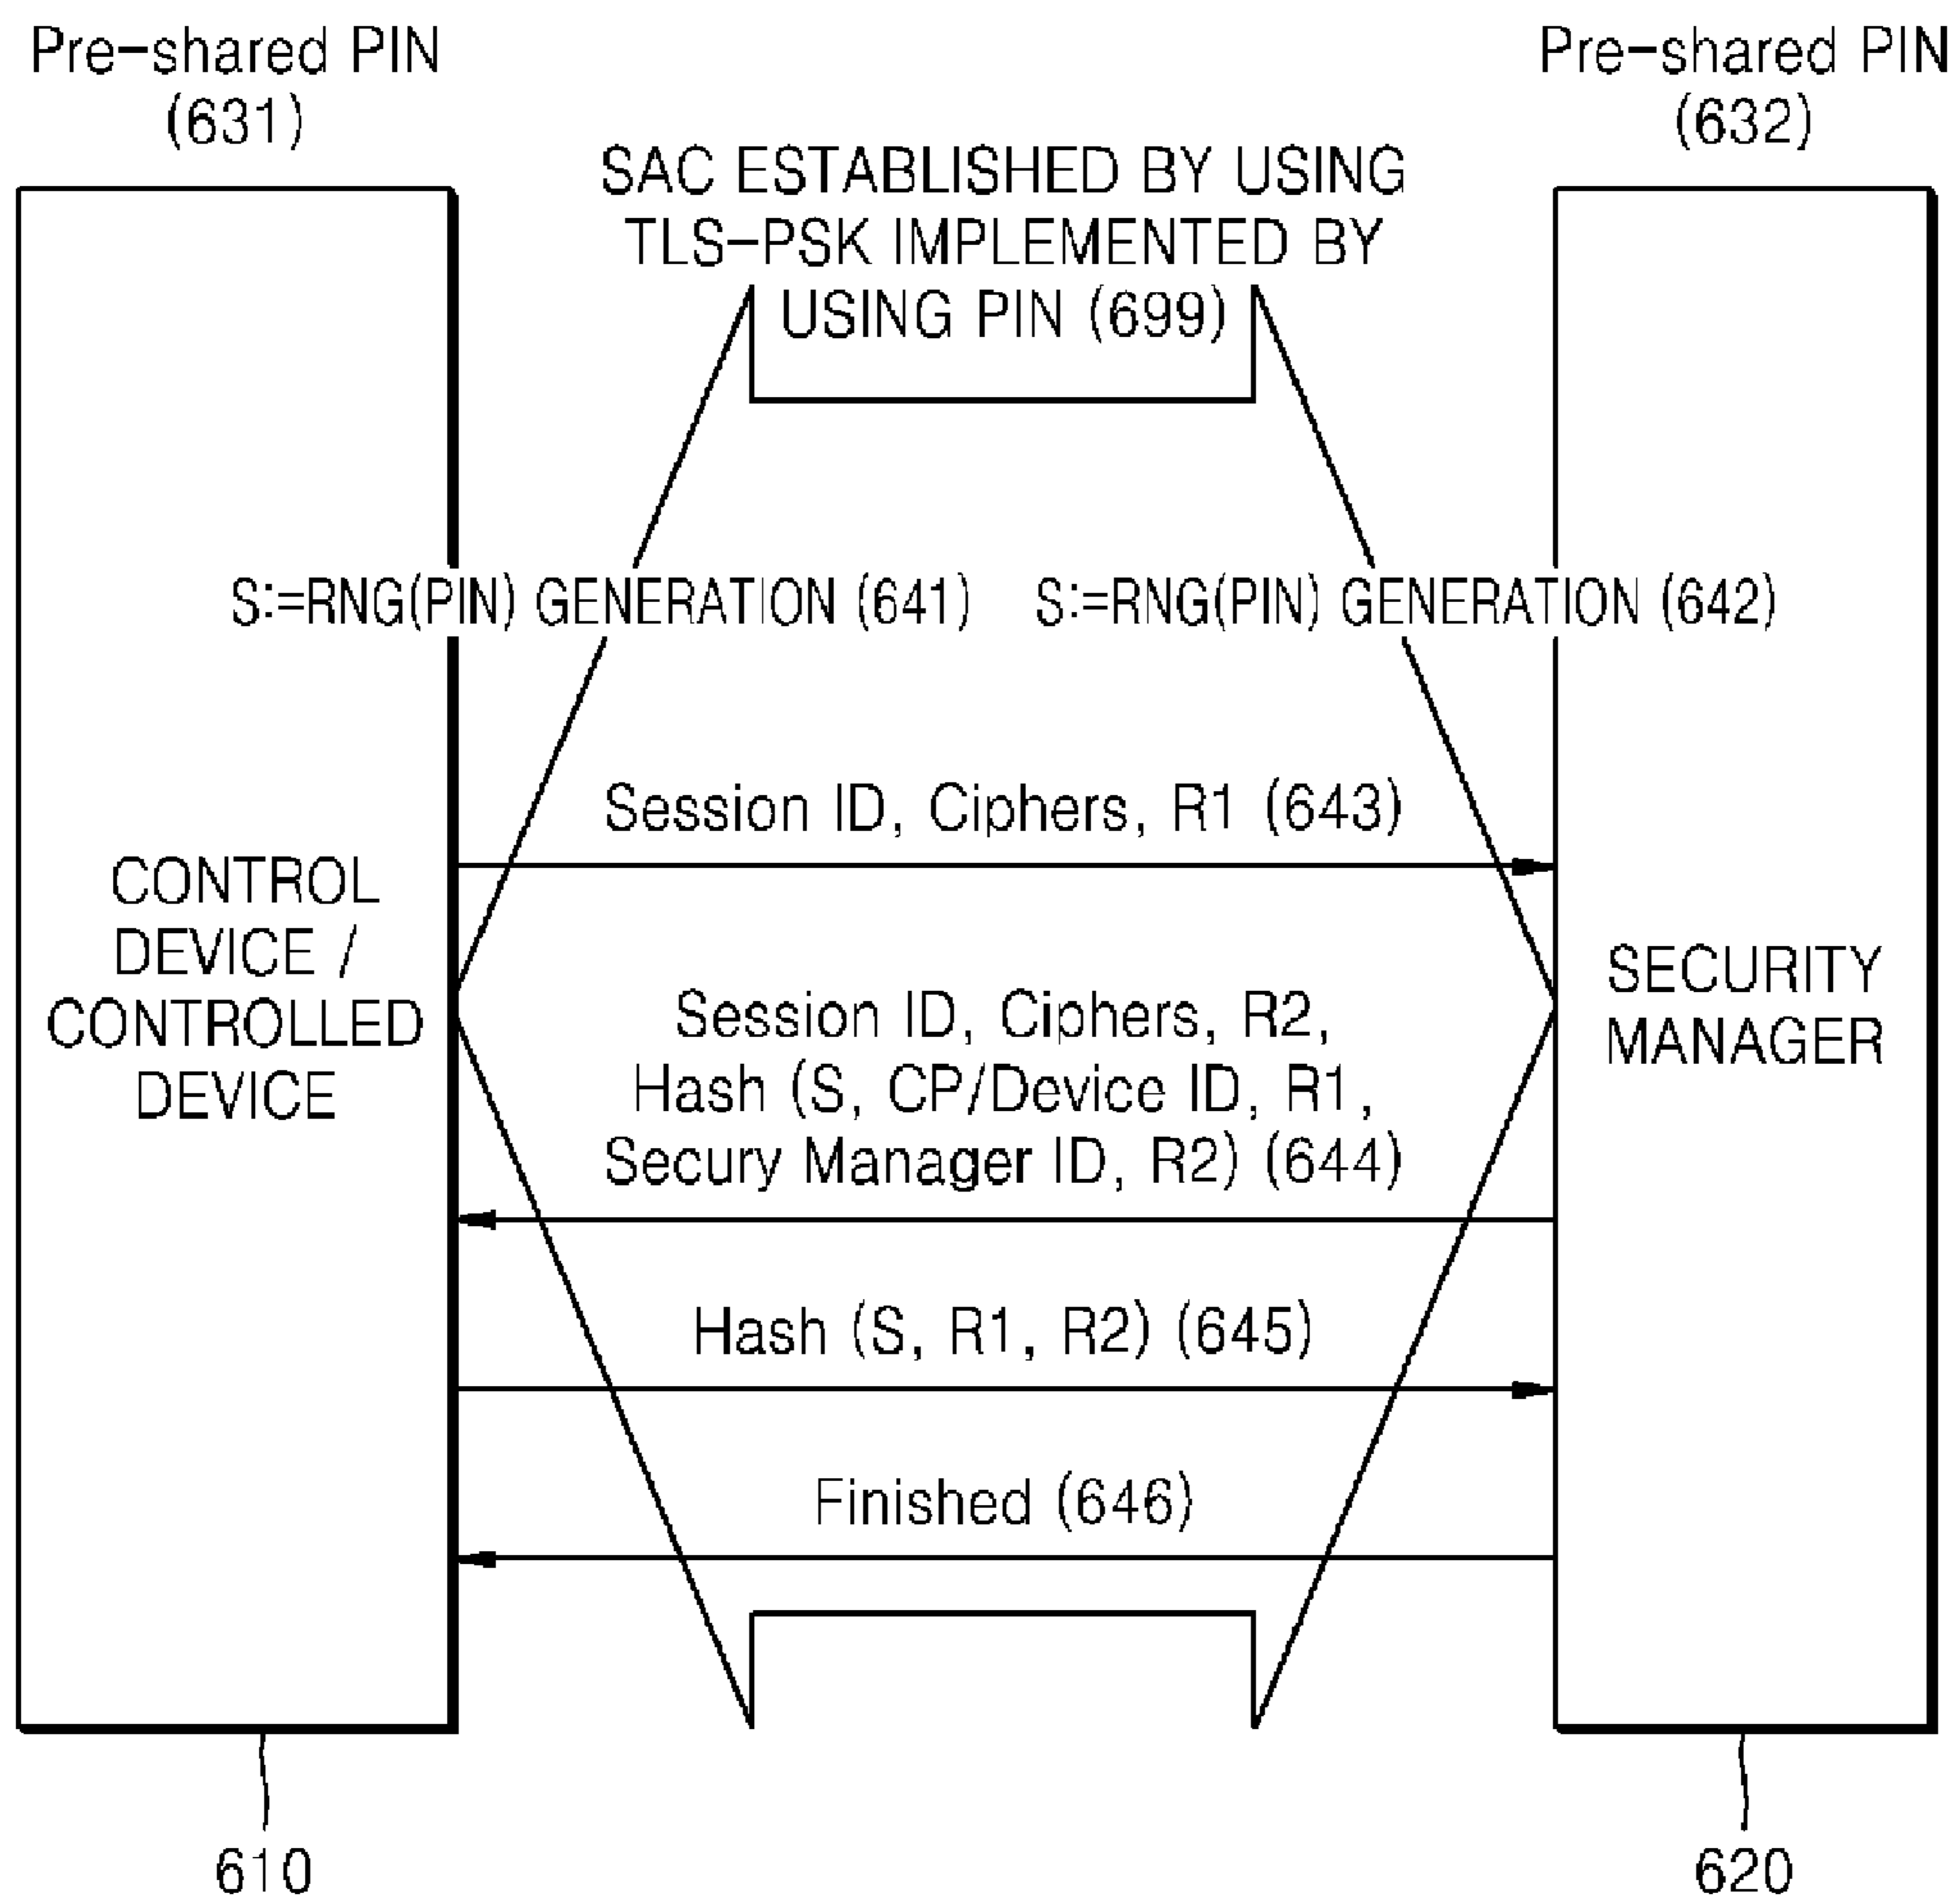 Pre-shared PIN
(631)
Pre-shared PIN
(632)
SAC ESTABLISHED BY USING
TLS-PSK IMPLEMENTED BY
USING PIN (699)
S:=RNG(PIN) GENERATION (641)
S:=RNG(PIN) GENERATION (642)
Session ID, Ciphers, R1 (643)
CONTROL
DEVICE /
CONTROLLED
DEVICE
Session ID, Ciphers, R2,
Hash (S, CP/Device ID, R1,
Secury Manager ID, R2) (644)
SECURITY
MANAGER
Hash (S, R1, R2) (645)
Finished (646)
610
620